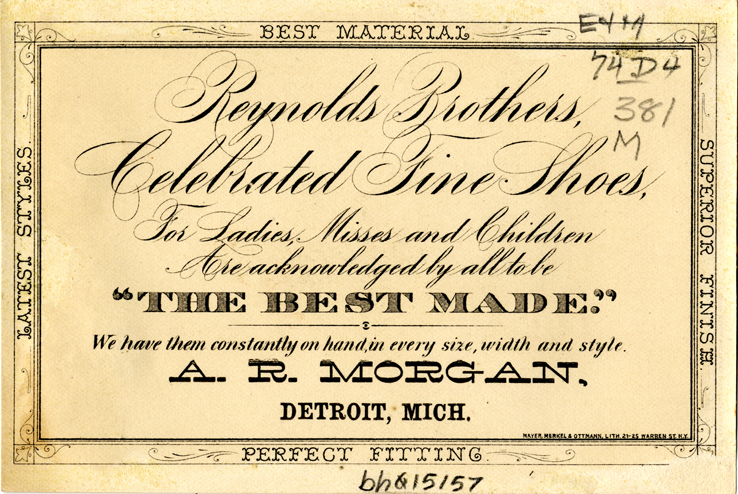 BEST MATERIAL
E&M
74D4
381
M
Reynolds Brothers,
Celebrated Fine Shoes,
For Ladies, Misses and Children
Are acknowledged by all to be
"THE BEST MADE."
We have them constantly on hand, in every size, width and style.
A. R. MORGAN,
DETROIT, MICH.
MAYER, MERKEL & OTTMANN, LITH. 21-25 WARREN ST. N.Y.
LATEST STYLES.
SUPERIOR FINISH.
PERFECT FITTING
bh015157